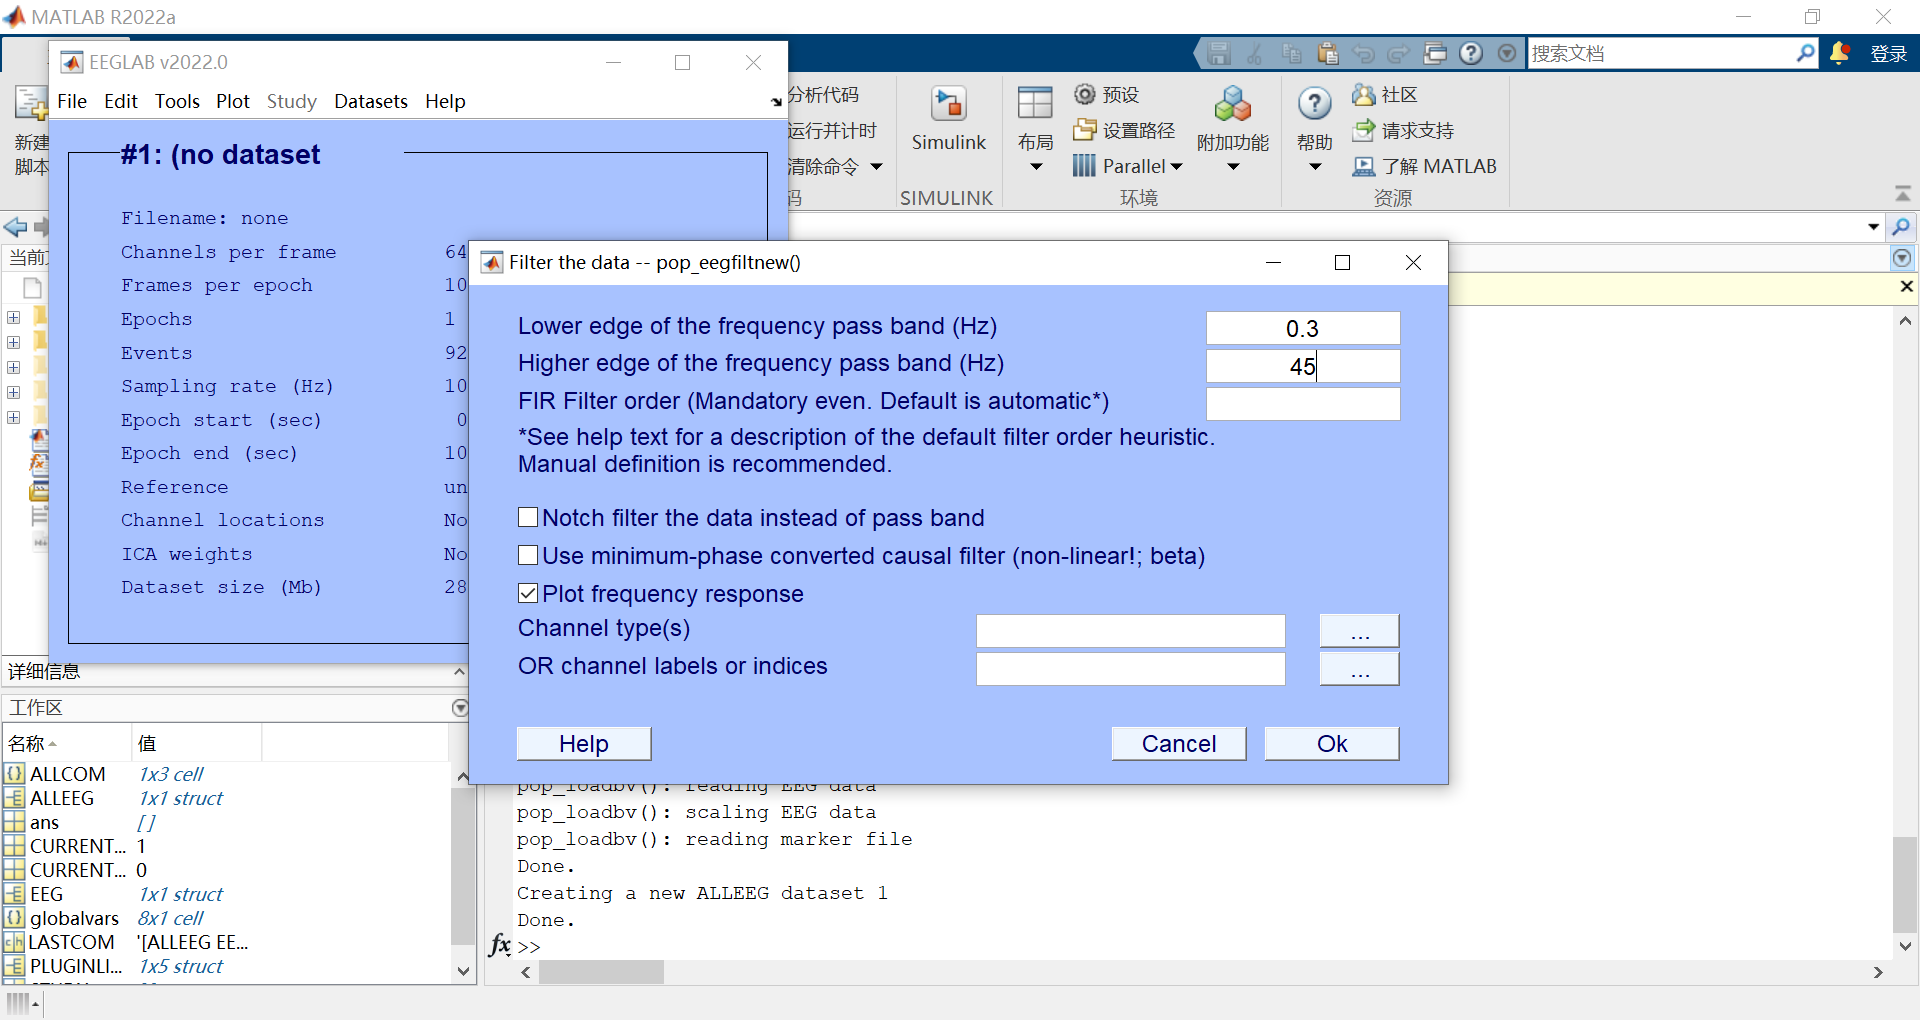 MATLAB R2022a
搜索文档
登录
EEGLAB v2022.0
File Edit Tools Plot Study Datasets Help
新建
脚本
分析代码
运行并计时
清除命令
码
Simulink
SIMULINK
布局
预设
设置路径
Parallel
附加功能
环境
帮助
社区
请求支持
了解 MATLAB
资源
当前
#1: (no dataset
Filename: none
Channels per frame 64
Frames per epoch 10
Epochs 1
Events 92
Sampling rate (Hz) 10
Epoch start (sec) 0
Epoch end (sec) 10
Reference un
Channel locations No
ICA weights No
Dataset size (Mb) 28
Filter the data -- pop_eegfiltnew()
Lower edge of the frequency pass band (Hz) 0.3
Higher edge of the frequency pass band (Hz) 45
FIR Filter order (Mandatory even. Default is automatic*)
*See help text for a description of the default filter order heuristic.
Manual definition is recommended.
Notch filter the data instead of pass band
Use minimum-phase converted causal filter (non-linear!; beta)
Plot frequency response
Channel type(s) ...
OR channel labels or indices ...
Help Cancel Ok
详细信息
工作区
名称 值
ALLCOM 1x3 cell
ALLEEG 1x1 struct
ans []
CURRENT... 1
CURRENT... 0
EEG 1x1 struct
globalvars 8x1 cell
LASTCOM '[ALLEEG EE...
PLUGINLI... 1x5 struct
pop_loadbv(): reading EEG data
pop_loadbv(): scaling EEG data
pop_loadbv(): reading marker file
Done.
Creating a new ALLEEG dataset 1
Done.
fx >>